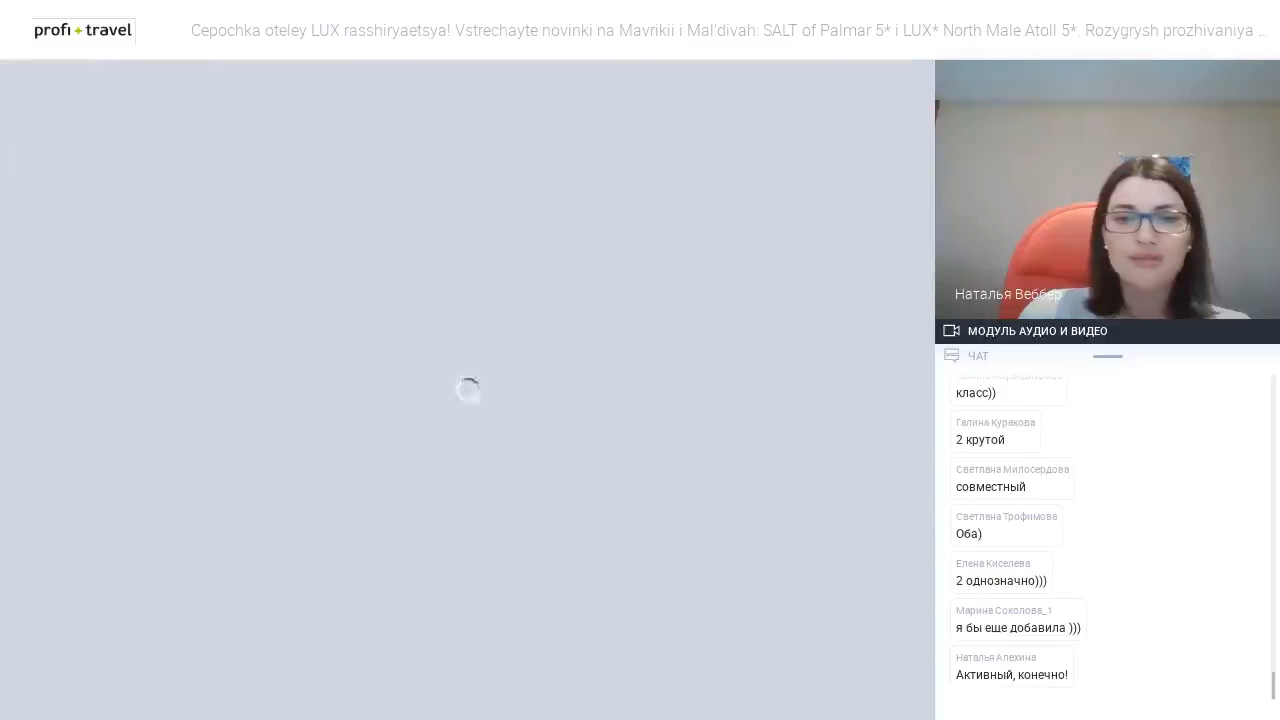 profi + travel
Cepochka oteley LUX rasshiryaetsya! Vstrechayte novinki na Mavrikii i Mal'divah: SALT of Palmar 5* i LUX* North Male Atoll 5*. Rozygrysh prozhivaniya ...
Наталья Веббер
МОДУЛЬ АУДИО И ВИДЕО
ЧАТ
класс))
Галина Куракова
2 крутой
Светлана Милосердова
совместный
Светлана Трофимова
Оба)
Елена Киселева
2 однозначно)))
Марина Соколова_1
я бы еще добавила )))
Наталья Алехина
Активный, конечно!